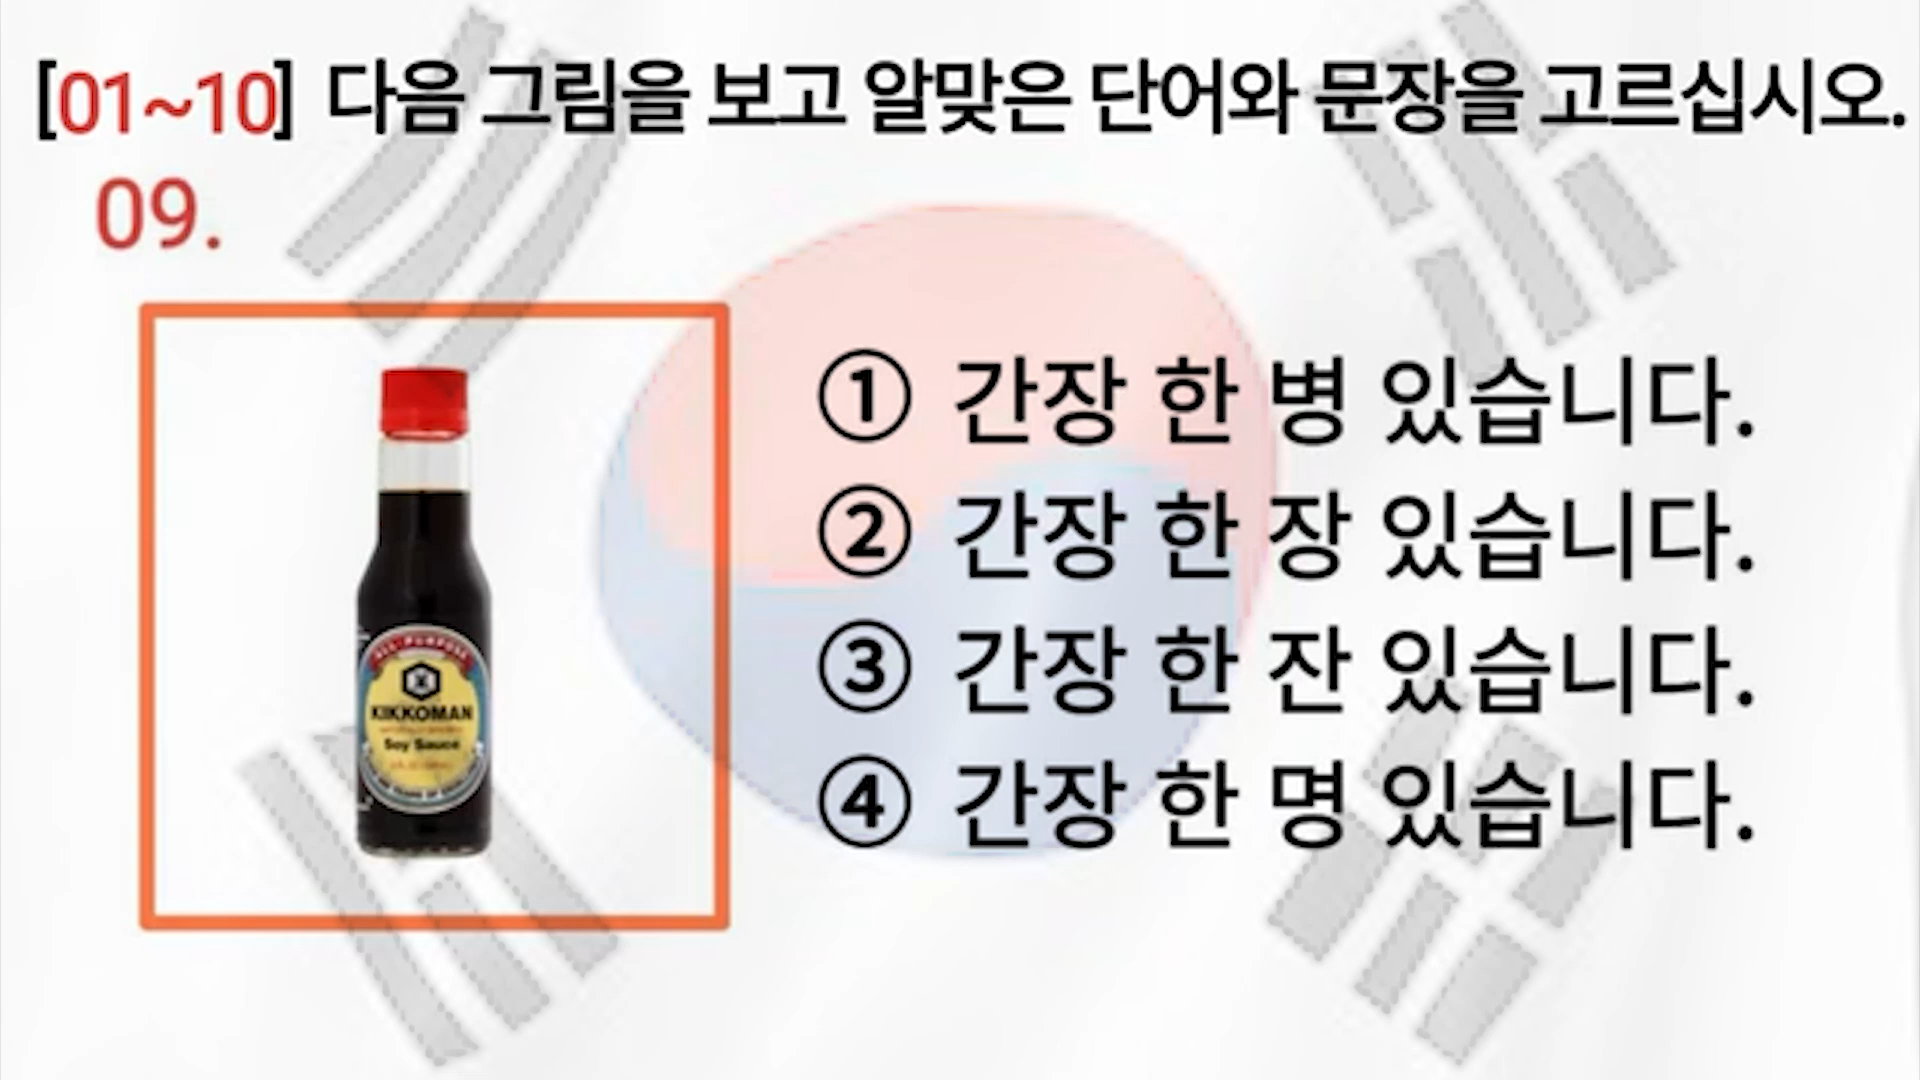 [01~10] 다음 그림을 보고 알맞은 단어와 문장을 고르십시오.
09.
① 간장 한 병 있습니다.
② 간장 한 장 있습니다.
③ 간장 한 잔 있습니다.
④ 간장 한 명 있습니다.
ALL-PURPOSE
KIKKOMAN
Soy Sauce